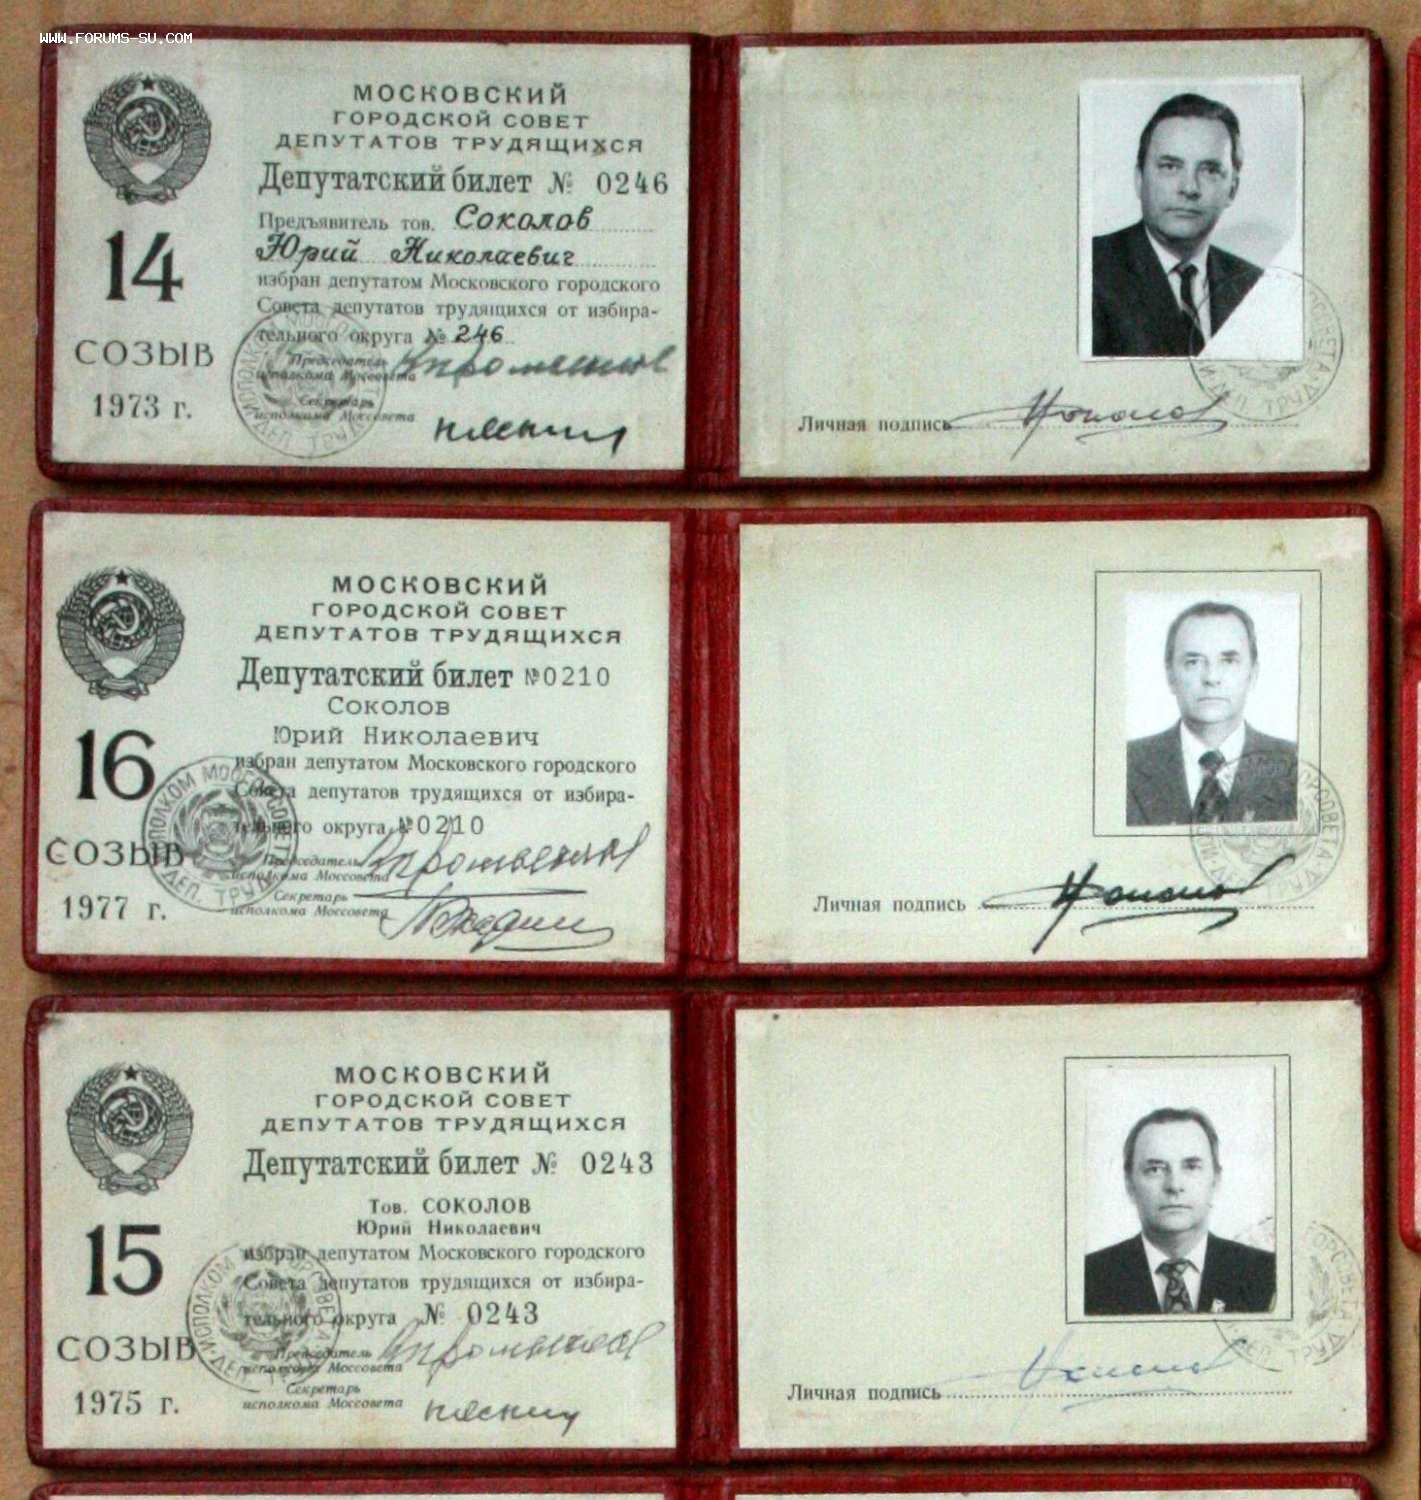 WWW.FORUMS-SU.COM
МОСКОВСКИЙ
ГОРОДСКОЙ СОВЕТ
ДЕПУТАТОВ ТРУДЯЩИХСЯ
Депутатский билет № 0246
Предъявитель тов. Соколов
Юрий Николаевич
избран депутатом Московского городского
Совета депутатов трудящихся от избира-
тельного округа № 246
Председатель
исполкома Моссовета
Секретарь
исполкома Моссовета
14
СОЗЫВ
1973 г.
Личная подпись
МОСКОВСКИЙ
ГОРОДСКОЙ СОВЕТ
ДЕПУТАТОВ ТРУДЯЩИХСЯ
Депутатский билет №0210
Соколов
Юрий Николаевич
избран депутатом Московского городского
Совета депутатов трудящихся от избира-
тельного округа №0210
Председатель
исполкома Моссовета
Секретарь
исполкома Моссовета
16
СОЗЫВ
1977 г.
Личная подпись
МОСКОВСКИЙ
ГОРОДСКОЙ СОВЕТ
ДЕПУТАТОВ ТРУДЯЩИХСЯ
Депутатский билет № 0243
Тов. СОКОЛОВ
Юрий Николаевич
избран депутатом Московского городского
Совета депутатов трудящихся от избира-
тельного округа № 0243
Председатель
исполкома Моссовета
Секретарь
исполкома Моссовета
15
СОЗЫВ
1975 г.
Личная подпись